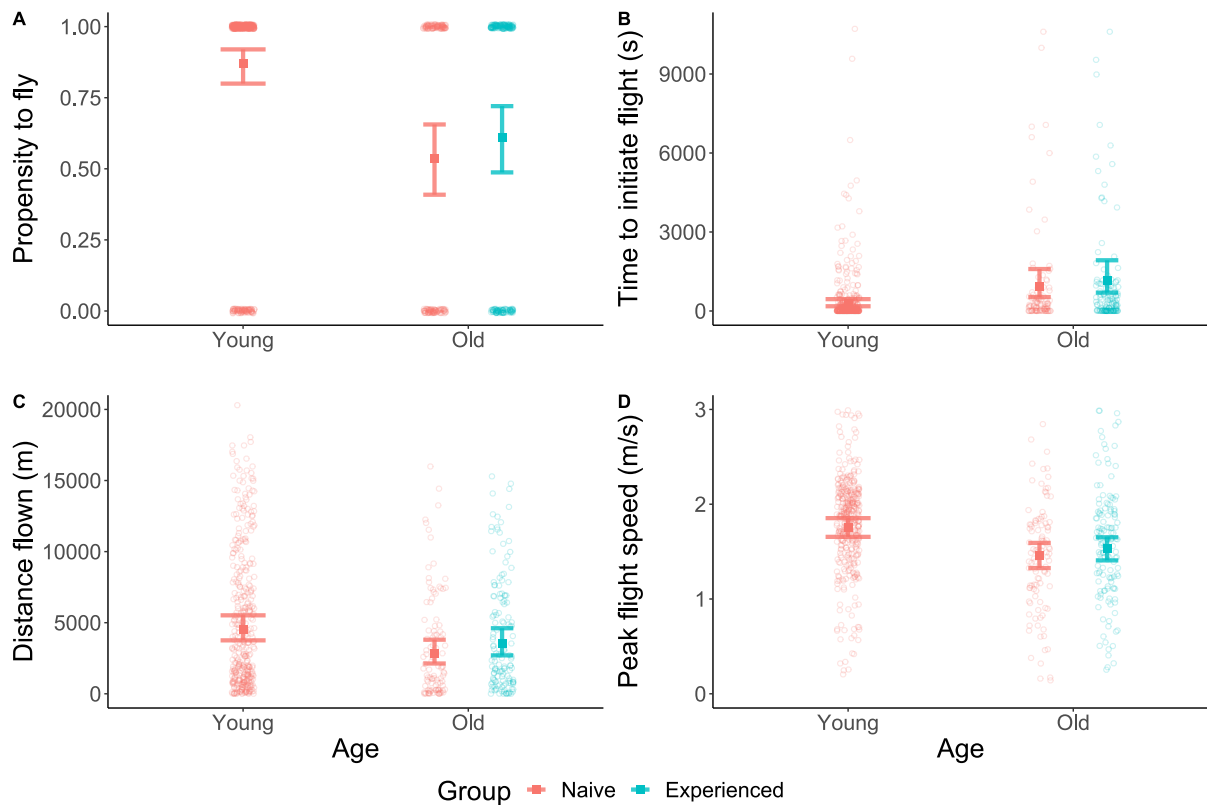 A
Propensity to fly
1.00
0.75
0.50
0.25
0.00
Young
Old
B
Time to initiate flight (s)
9000
6000
3000
0
Young
Old
C
Distance flown (m)
20000
15000
10000
5000
0
Young
Old
Age
D
Peak flight speed (m/s)
3
2
1
0
Young
Old
Age
Group Naive Experienced